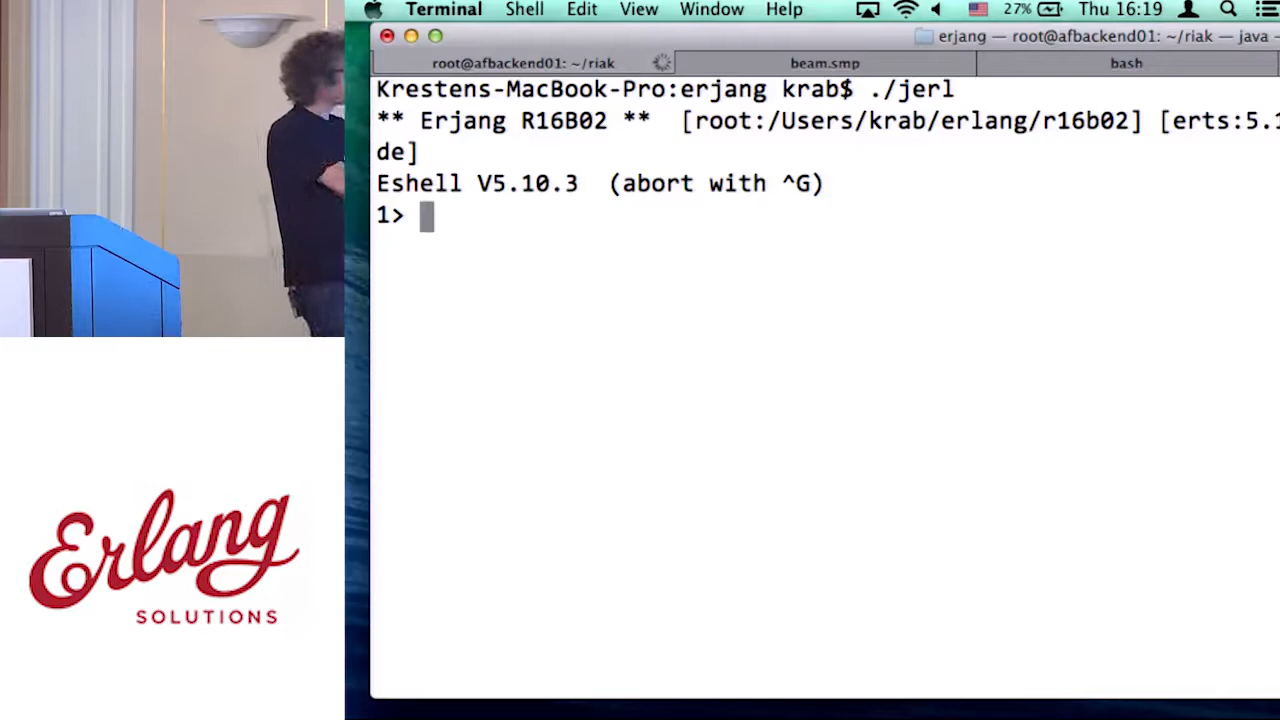 Terminal Shell Edit View Window Help 27% Thu 16:19
erjang — root@afbackend01: ~/riak — java —
root@afbackend01: ~/riak beam.smp bash
Krestens-MacBook-Pro:erjang krab$ ./jerl
** Erjang R16B02 ** [root:/Users/krab/erlang/r16b02] [erts:5.1
de]
Eshell V5.10.3 (abort with ^G)
1>
Erlang
SOLUTIONS